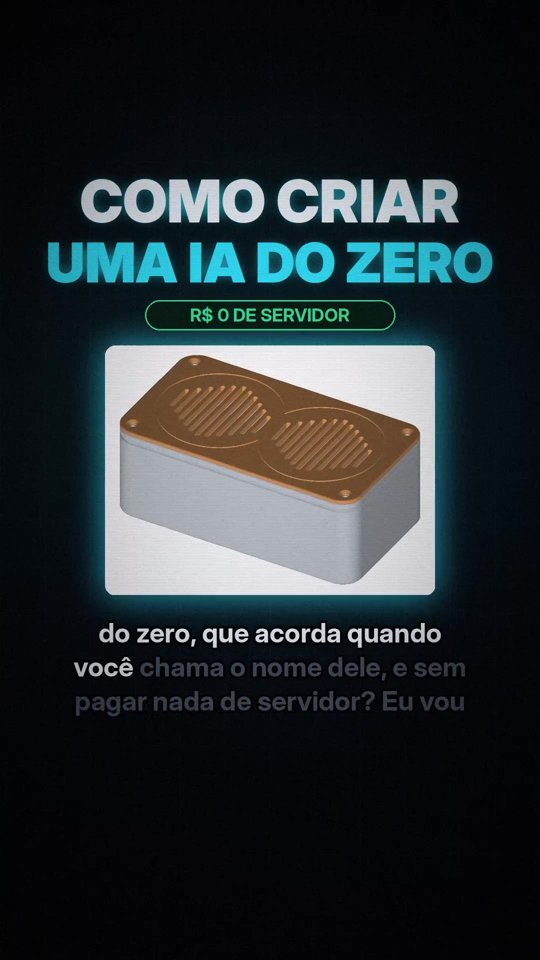 COMO CRIAR
UMA IA DO ZERO
R$ 0 DE SERVIDOR
do zero, que acorda quando
você chama o nome dele, e sem
pagar nada de servidor? Eu vou